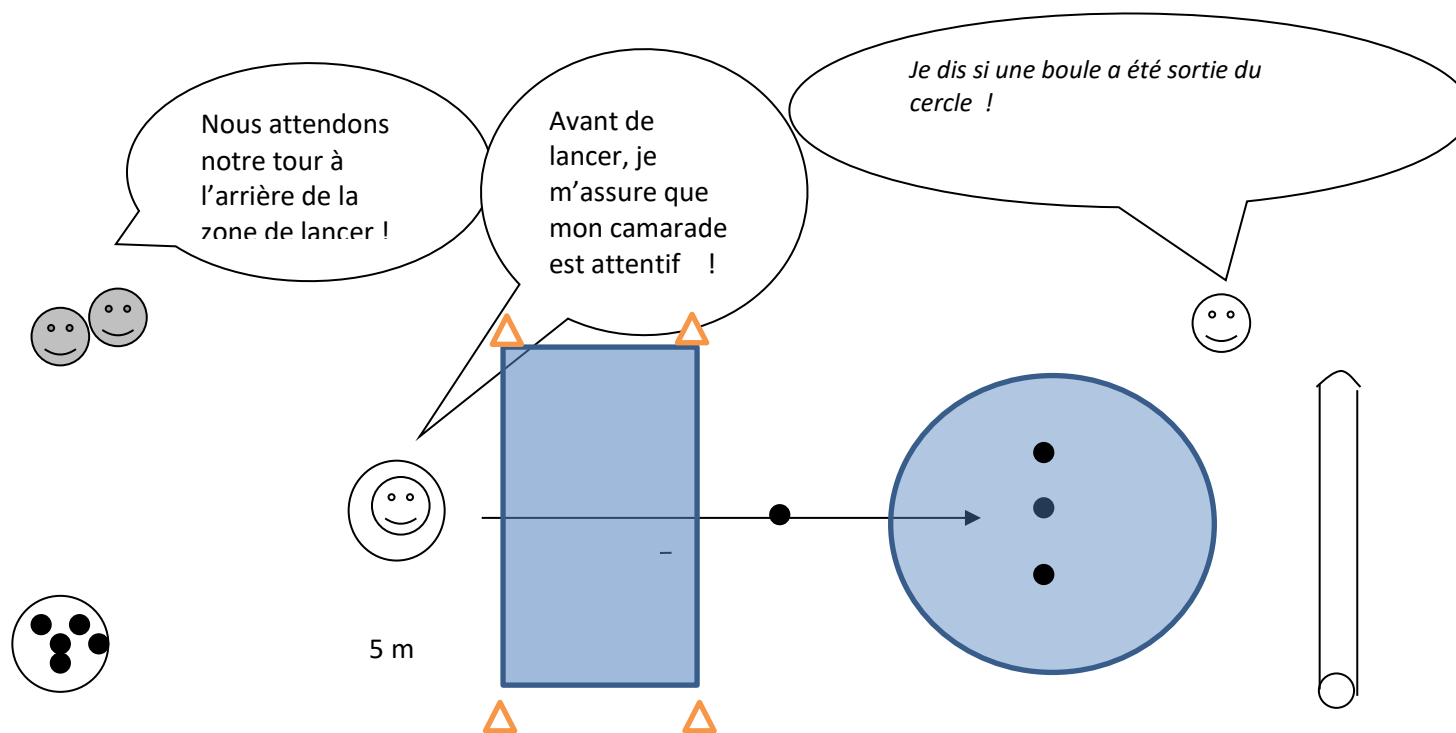 Nous attendons
notre tour à
l’arrière de la
zone de lancer !
Avant de
lancer, je
m’assure que
mon camarade
est attentif    !
Je dis si une boule a été sortie du
cercle  !
5 m